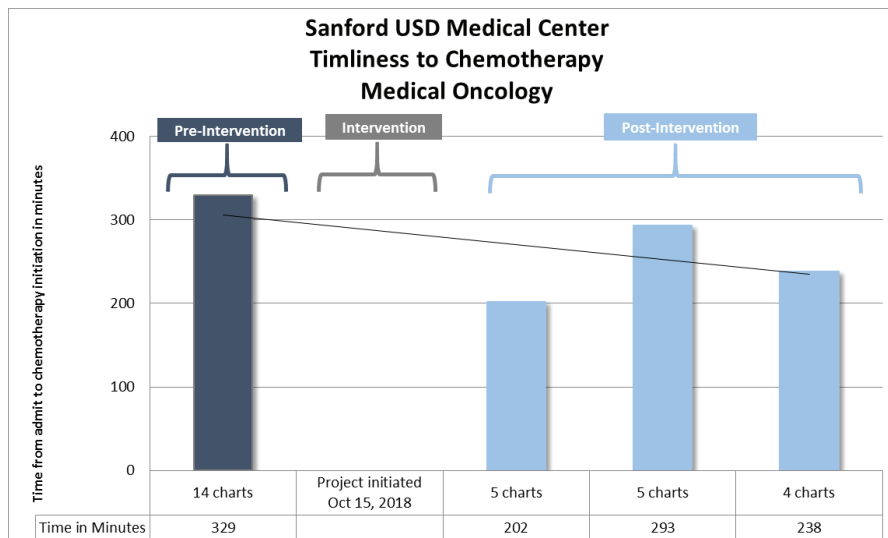 Sanford USD Medical Center
Timliness to Chemotherapy
Medical Oncology
Pre-Intervention
Intervention
Post-Intervention
Time from admit to chemotherapy initiation in minutes
400
300
200
100
0
14 charts
Project initiated
Oct 15, 2018
5 charts
5 charts
4 charts
Time in Minutes 329 202 293 238